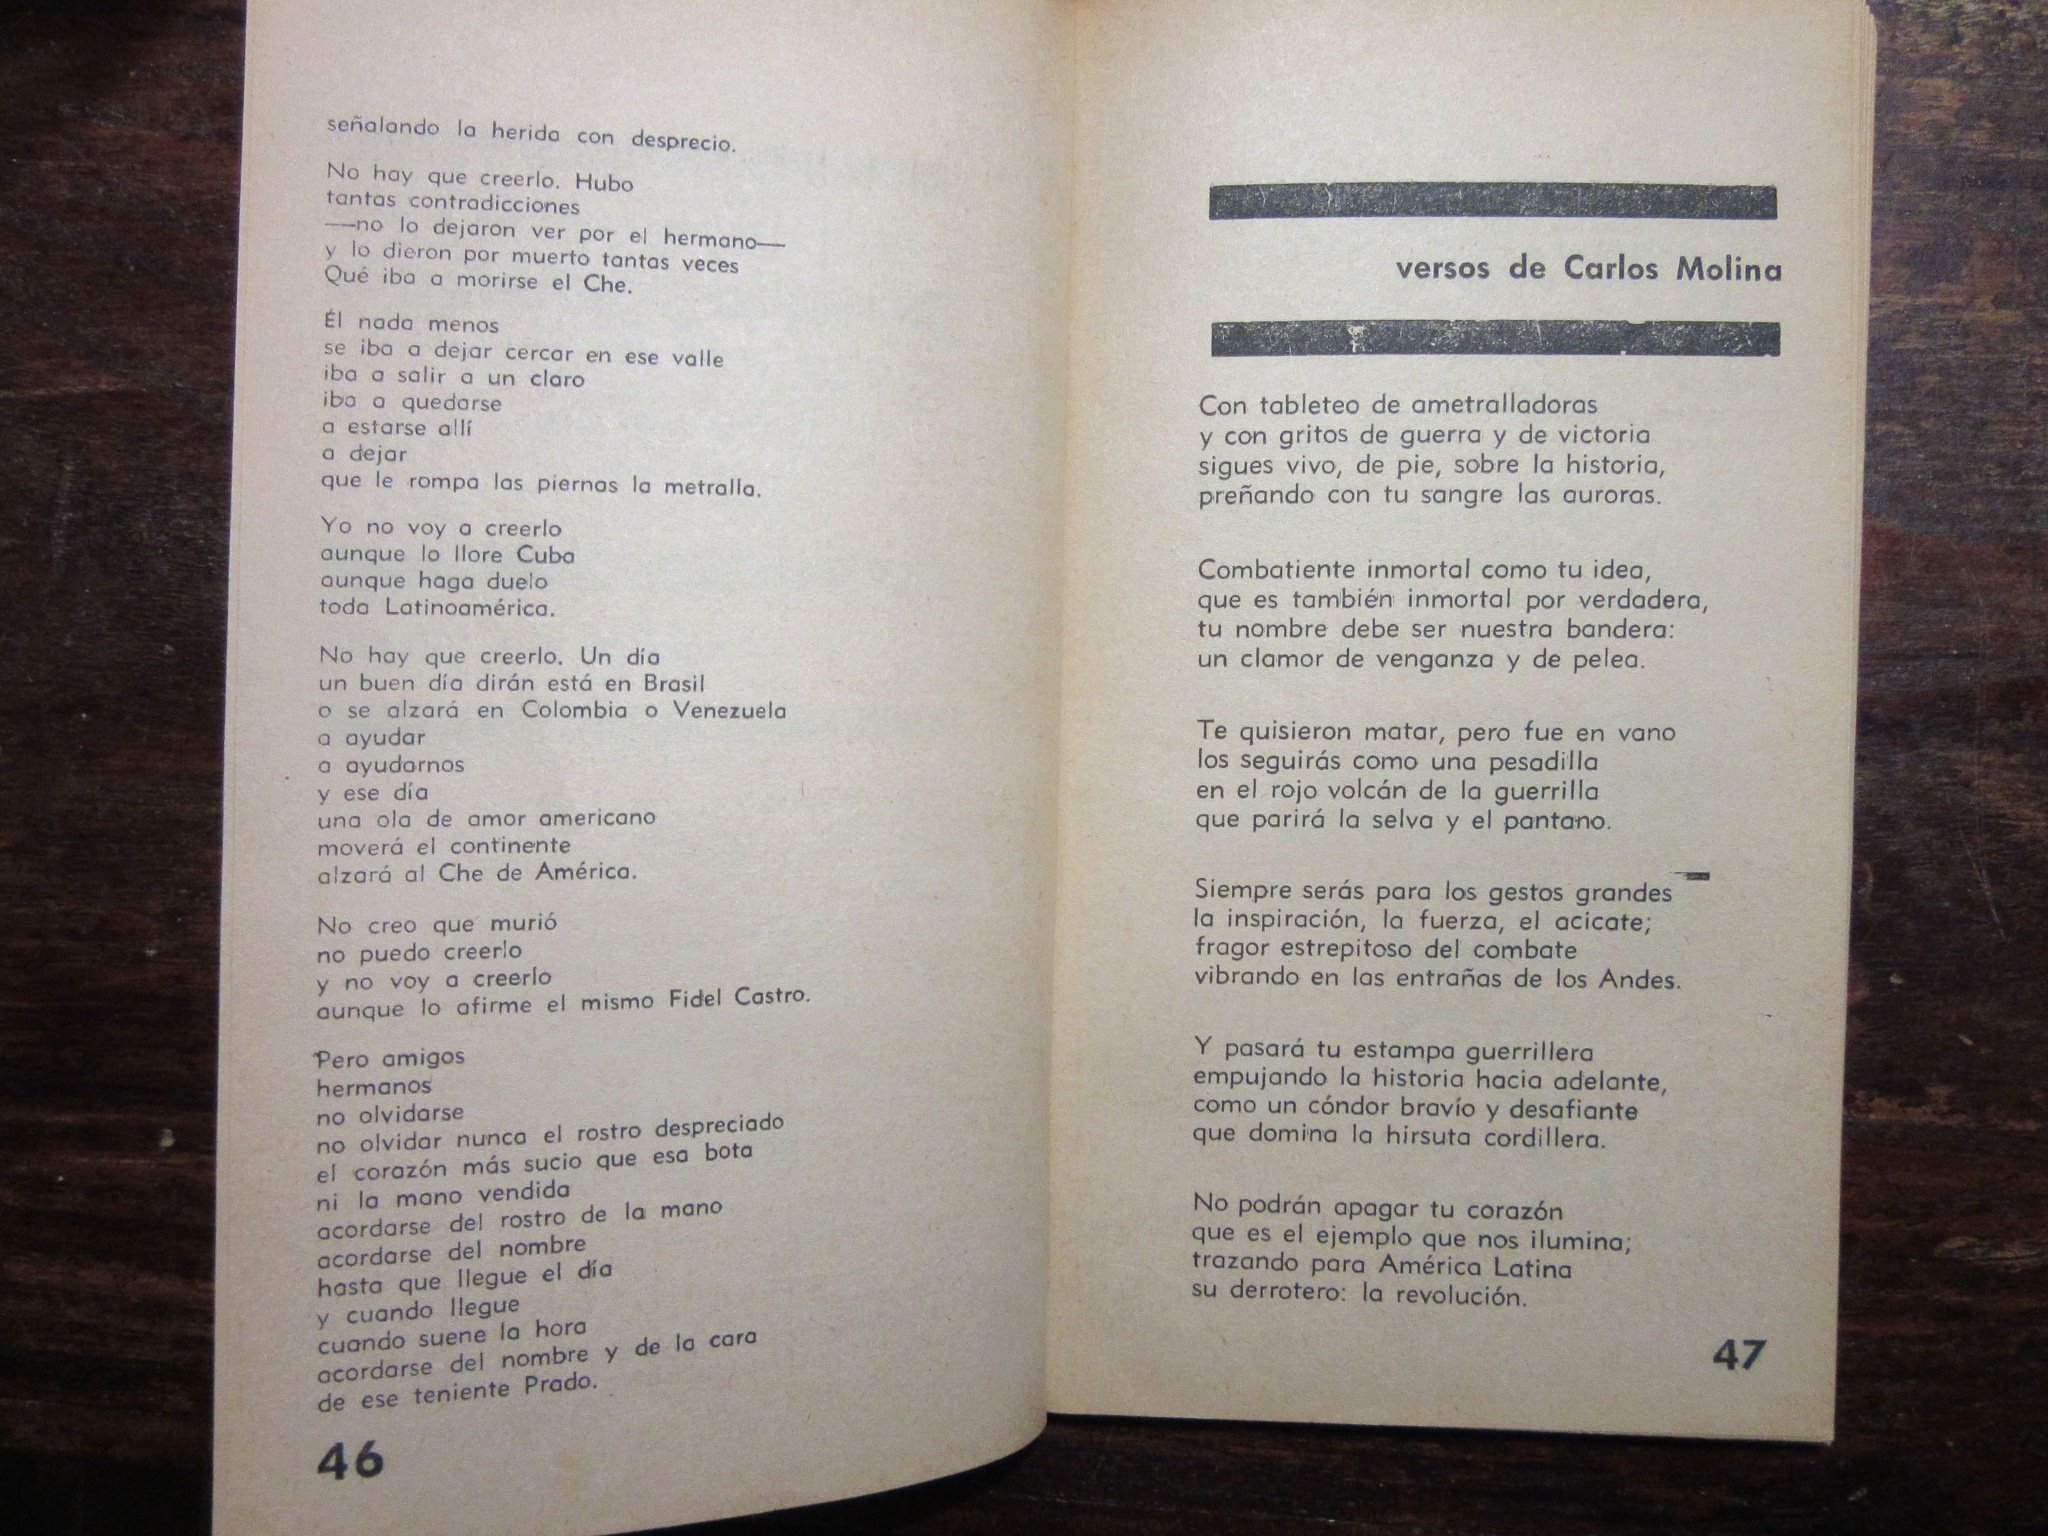 señalando la herida con desprecio.
No hay que creerlo. Hubo
tantas contradicciones
—no lo dejaron ver por el hermano—
y lo dieron por muerto tantas veces
Qué iba a morirse el Che.
Él nada menos
se iba a dejar cercar en ese valle
iba a salir a un claro
iba a quedarse
a estarse allí
a dejar
que le rompa las piernas la metralla.
Yo no voy a creerlo
aunque lo llore Cuba
aunque haga duelo
toda Latinoamérica.
No hay que creerlo. Un día
un buen día dirán está en Brasil
o se alzará en Colombia o Venezuela
a ayudar
a ayudarnos
y ese día
una ola de amor americano
moverá el continente
alzará al Che de América.
No creo que murió
no puedo creerlo
y no voy a creerlo
aunque lo afirme el mismo Fidel Castro.
Pero amigos
hermanos
no olvidarse
no olvidar nunca el rostro despreciado
el corazón más sucio que esa bota
ni la mano vendida
acordarse del rostro de la mano
acordarse del nombre
hasta que llegue el día
y cuando llegue
cuando suene la hora
acordarse del nombre y de la cara
de ese teniente Prado.
46
versos de Carlos Molina
Con tableteo de ametralladoras
y con gritos de guerra y de victoria
sigues vivo, de pie, sobre la historia,
preñando con tu sangre las auroras.
Combatiente inmortal como tu idea,
que es también inmortal por verdadera,
tu nombre debe ser nuestra bandera:
un clamor de venganza y de pelea.
Te quisieron matar, pero fue en vano
los seguirás como una pesadilla
en el rojo volcán de la guerrilla
que parirá la selva y el pantano.
Siempre serás para los gestos grandes
la inspiración, la fuerza, el acicate;
fragor estrepitoso del combate
vibrando en las entrañas de los Andes.
Y pasará tu estampa guerrillera
empujando la historia hacia adelante,
como un cóndor bravío y desafiante
que domina la hirsuta cordillera.
No podrán apagar tu corazón
que es el ejemplo que nos ilumina;
trazando para América Latina
su derrotero: la revolución.
47